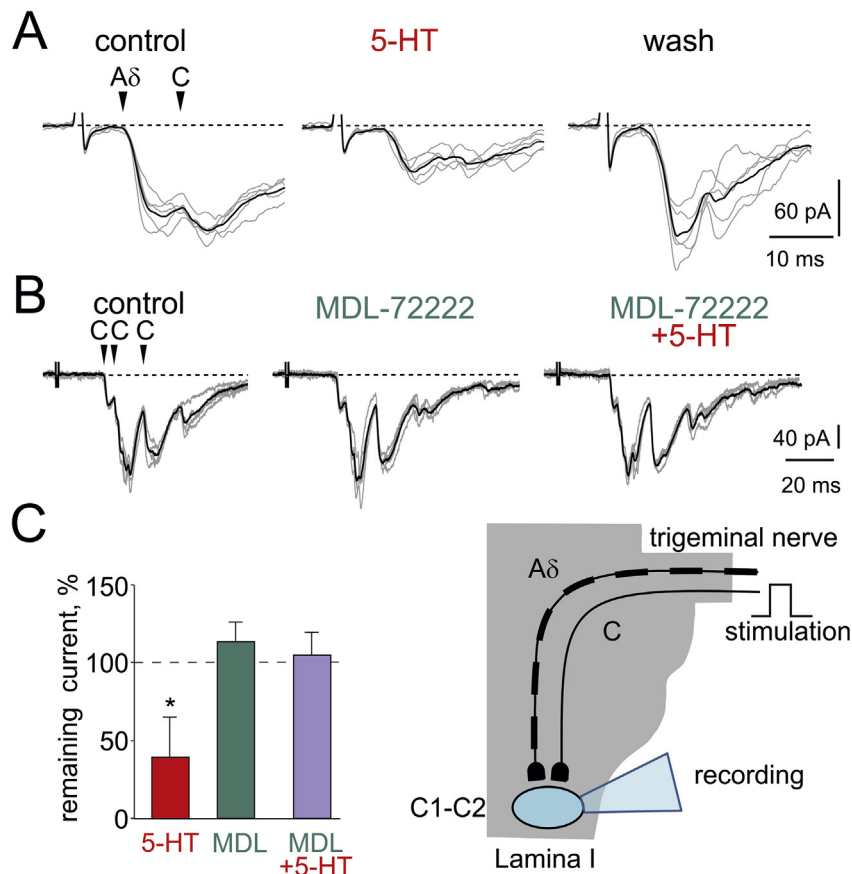 A
control
5-HT
wash
Aδ
C
60 pA
10 ms
B
control
MDL-72222
MDL-72222
+5-HT
C C C
40 pA
20 ms
C
remaining current, %
150
100
50
0
*
5-HT
MDL
MDL
+5-HT
trigeminal nerve
Aδ
C
stimulation
recording
C1-C2
Lamina I